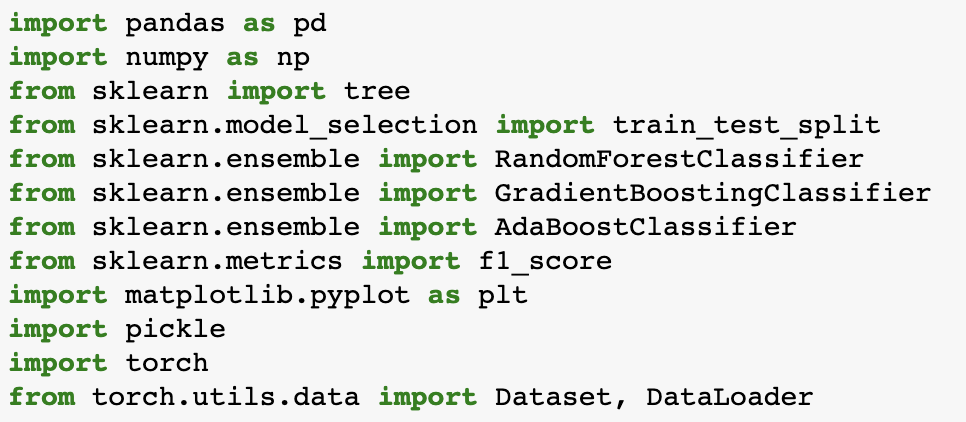 import pandas as pd
import numpy as np
from sklearn import tree
from sklearn.model_selection import train_test_split
from sklearn.ensemble import RandomForestClassifier
from sklearn.ensemble import GradientBoostingClassifier
from sklearn.ensemble import AdaBoostClassifier
from sklearn.metrics import f1_score
import matplotlib.pyplot as plt
import pickle
import torch
from torch.utils.data import Dataset, DataLoader